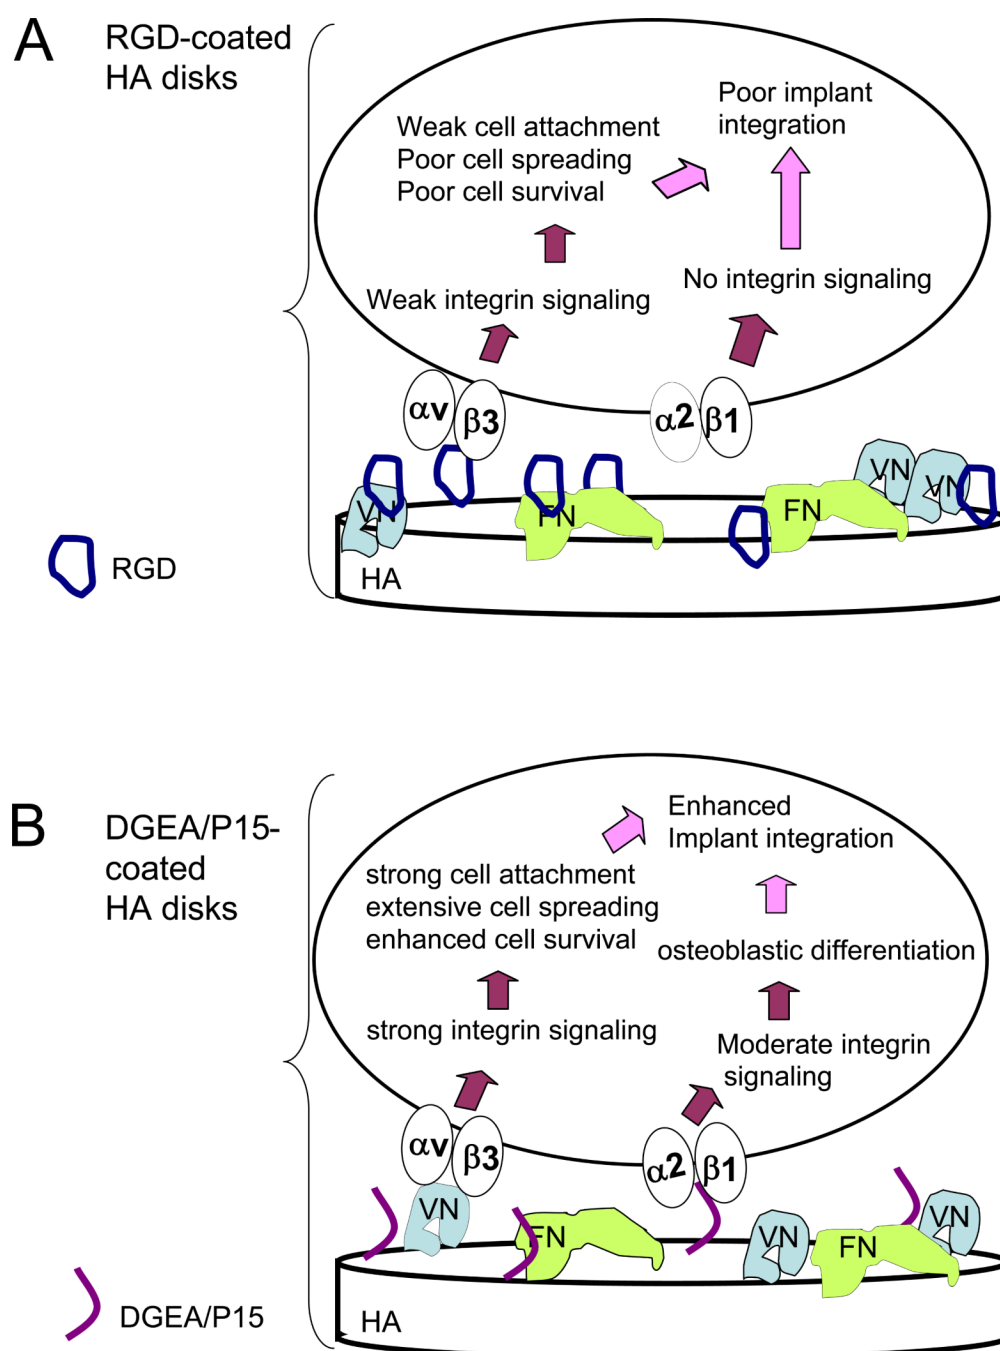 A
RGD-coated
HA disks
Poor implant
integration
Weak cell attachment
Poor cell spreading
Poor cell survival
No integrin signaling
Weak integrin signaling
αv
β3
α2
β1
VN
FN
FN
VN
VN
RGD
HA
B
DGEA/P15-
coated
HA disks
Enhanced
Implant integration
strong cell attachment
extensive cell spreading
enhanced cell survival
osteoblastic differentiation
strong integrin signaling
Moderate integrin
signaling
αv
β3
α2
β1
VN
FN
VN
FN
VN
DGEA/P15
HA